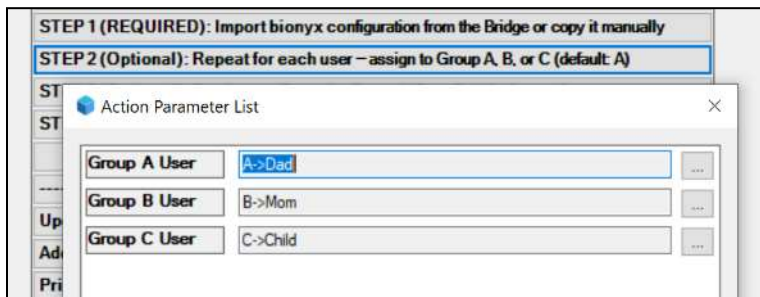 STEP 1 (REQUIRED): Import bionyx configuration from the Bridge or copy it manually
STEP 2 (Optional): Repeat for each user – assign to Group A, B, or C (default: A)
ST
ST
Action Parameter List
Group A User A->Dad ...
Group B User B->Mom ...
Group C User C->Child ...
----
Up
Ad
Pri